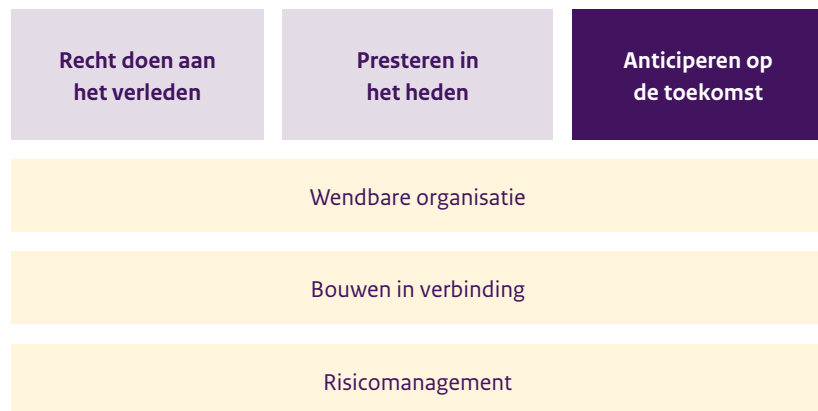 Recht doen aan
het verleden
Presteren in
het heden
Anticiperen op
de toekomst
Wendbare organisatie
Bouwen in verbinding
Risicomanagement